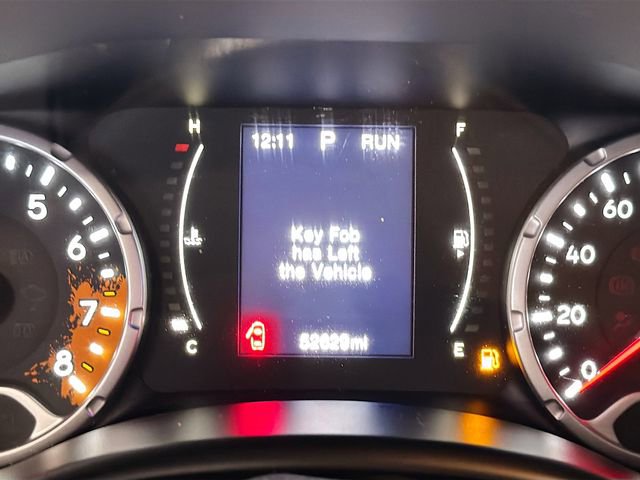 12:11 P RUN
H
F
5
6
7
8
Key Fob
has Left
the Vehicle
C
E
52629mi
60
40
20
0